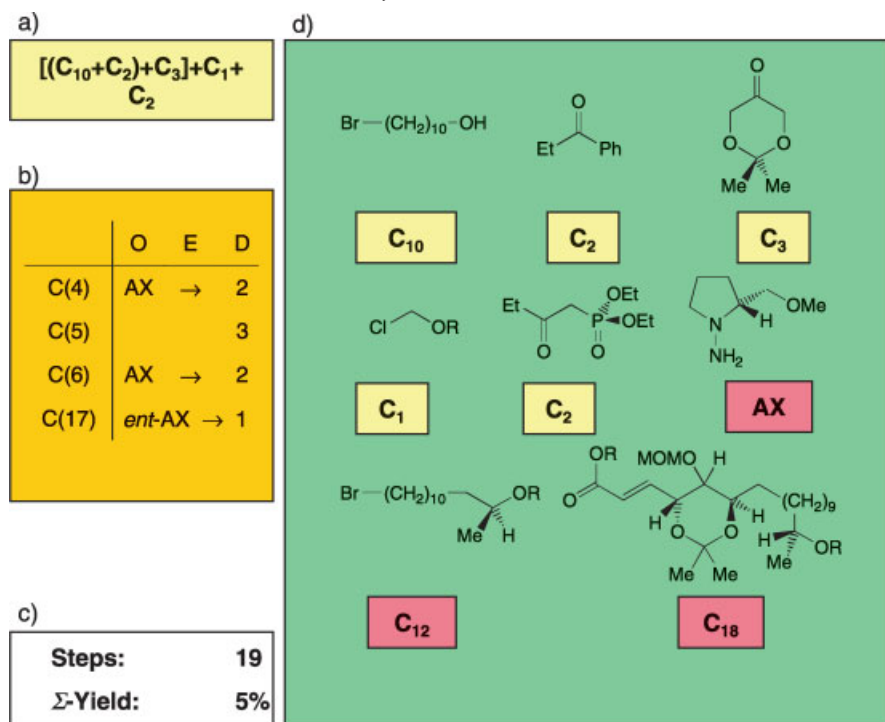 a)
[(C₁₀+C₂)+C₃]+C₁+
C₂
b)
O E D
C(4) AX → 2
C(5) 3
C(6) AX → 2
C(17) ent-AX → 1
c)
Steps: 19
Σ-Yield: 5%
d)
Br (CH₂)₁₀ OH
O
Et Ph
O
O O
Me Me
C₁₀ C₂ C₃
Cl OR
Et OEt
P OEt
O O
OMe
H
N
NH₂
C₁ C₂ AX
Br (CH₂)₁₀ OR
Me H
OR
O
MOMO H
(CH₂)₉
H O O H
Me Me
H
Me OR
C₁₂ C₁₈